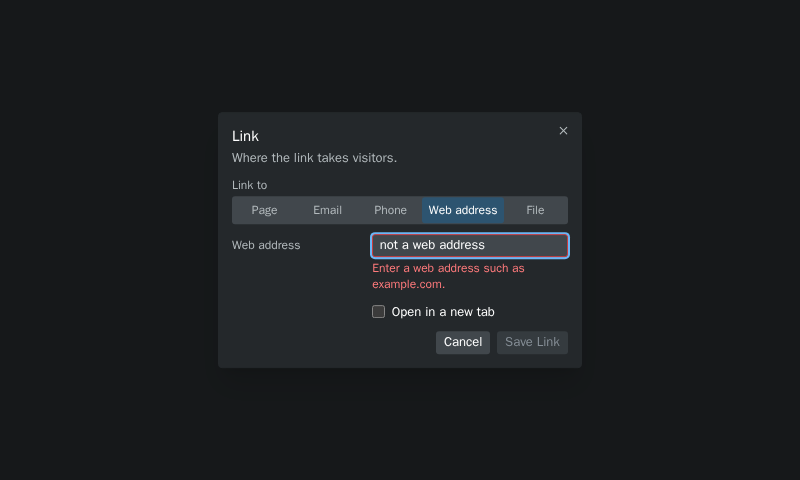 Link
Where the link takes visitors.
Link to
Page Email Phone Web address File
Web address not a web address
Enter a web address such as
example.com.
Open in a new tab
Cancel Save Link